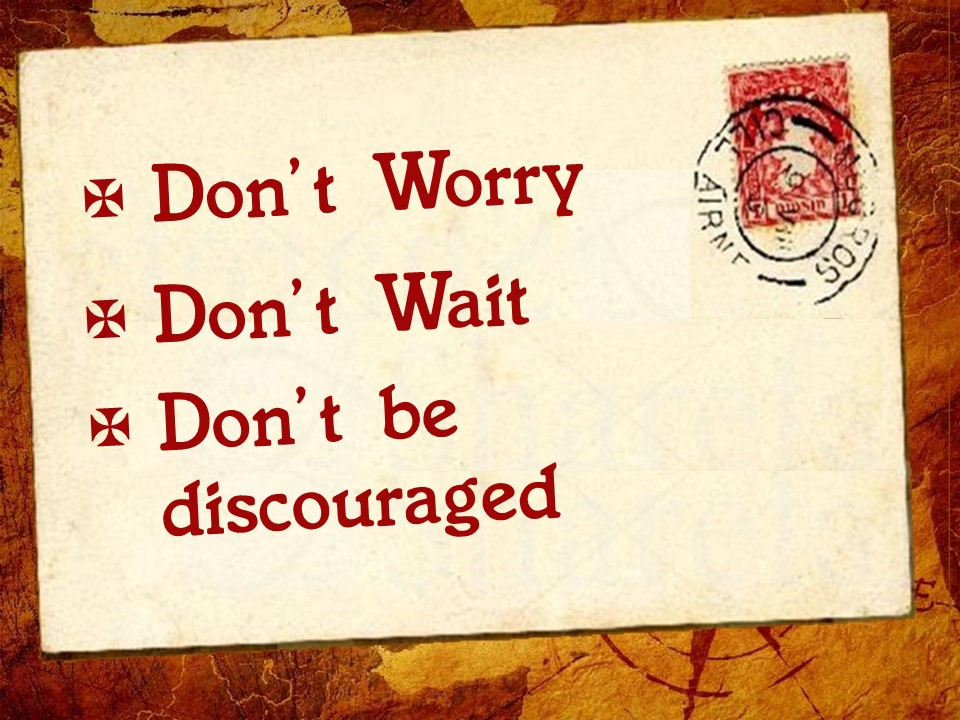 ✠ Don't Worry
✠ Don't Wait
✠ Don't be
discouraged